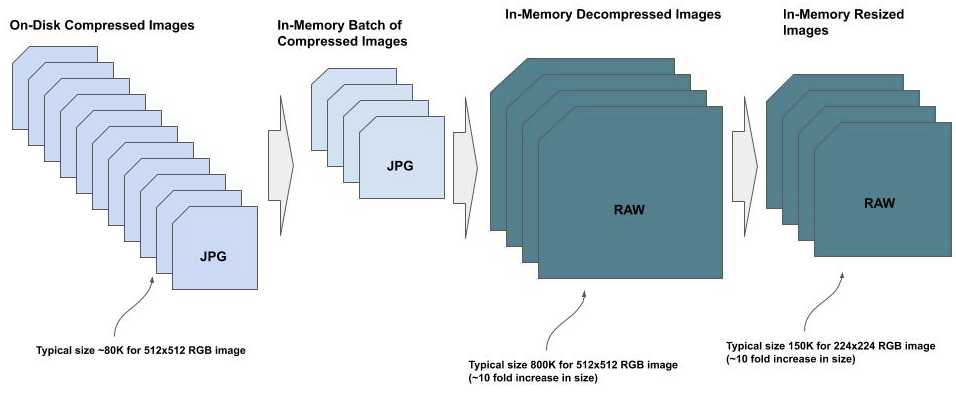 On-Disk Compressed Images
In-Memory Batch of
Compressed Images
In-Memory Decompressed Images
In-Memory Resized
Images
JPG
JPG
RAW
RAW
Typical size ~80K for 512x512 RGB image
Typical size 800K for 512x512 RGB image
(~10 fold increase in size)
Typical size 150K for 224x224 RGB image
(~10 fold increase in size)